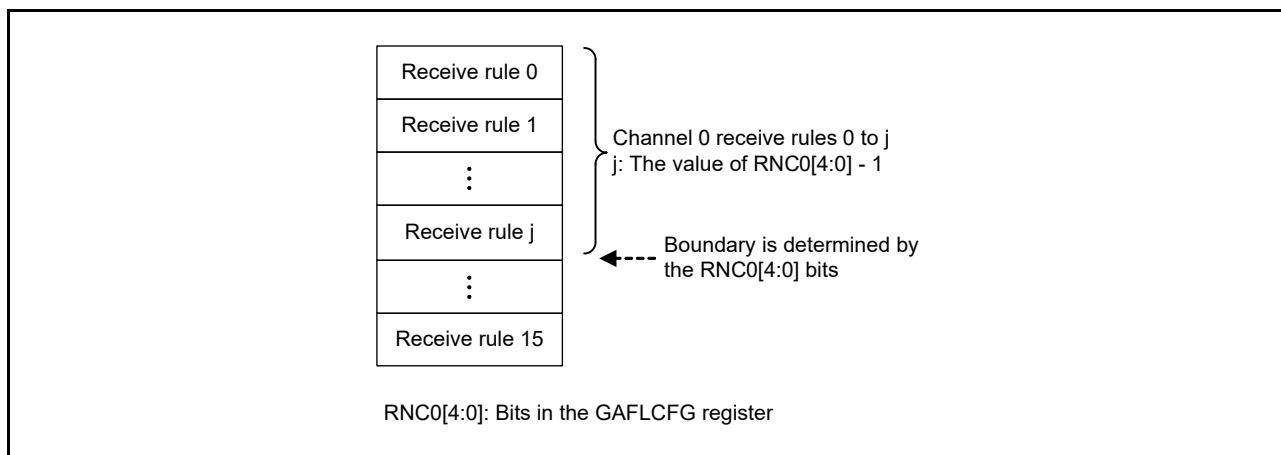 Receive rule 0
Receive rule 1
⋮
Receive rule j
⋮
Receive rule 15
Channel 0 receive rules 0 to j
j: The value of RNC0[4:0] - 1
Boundary is determined by
the RNC0[4:0] bits
RNC0[4:0]: Bits in the GAFLCFG register